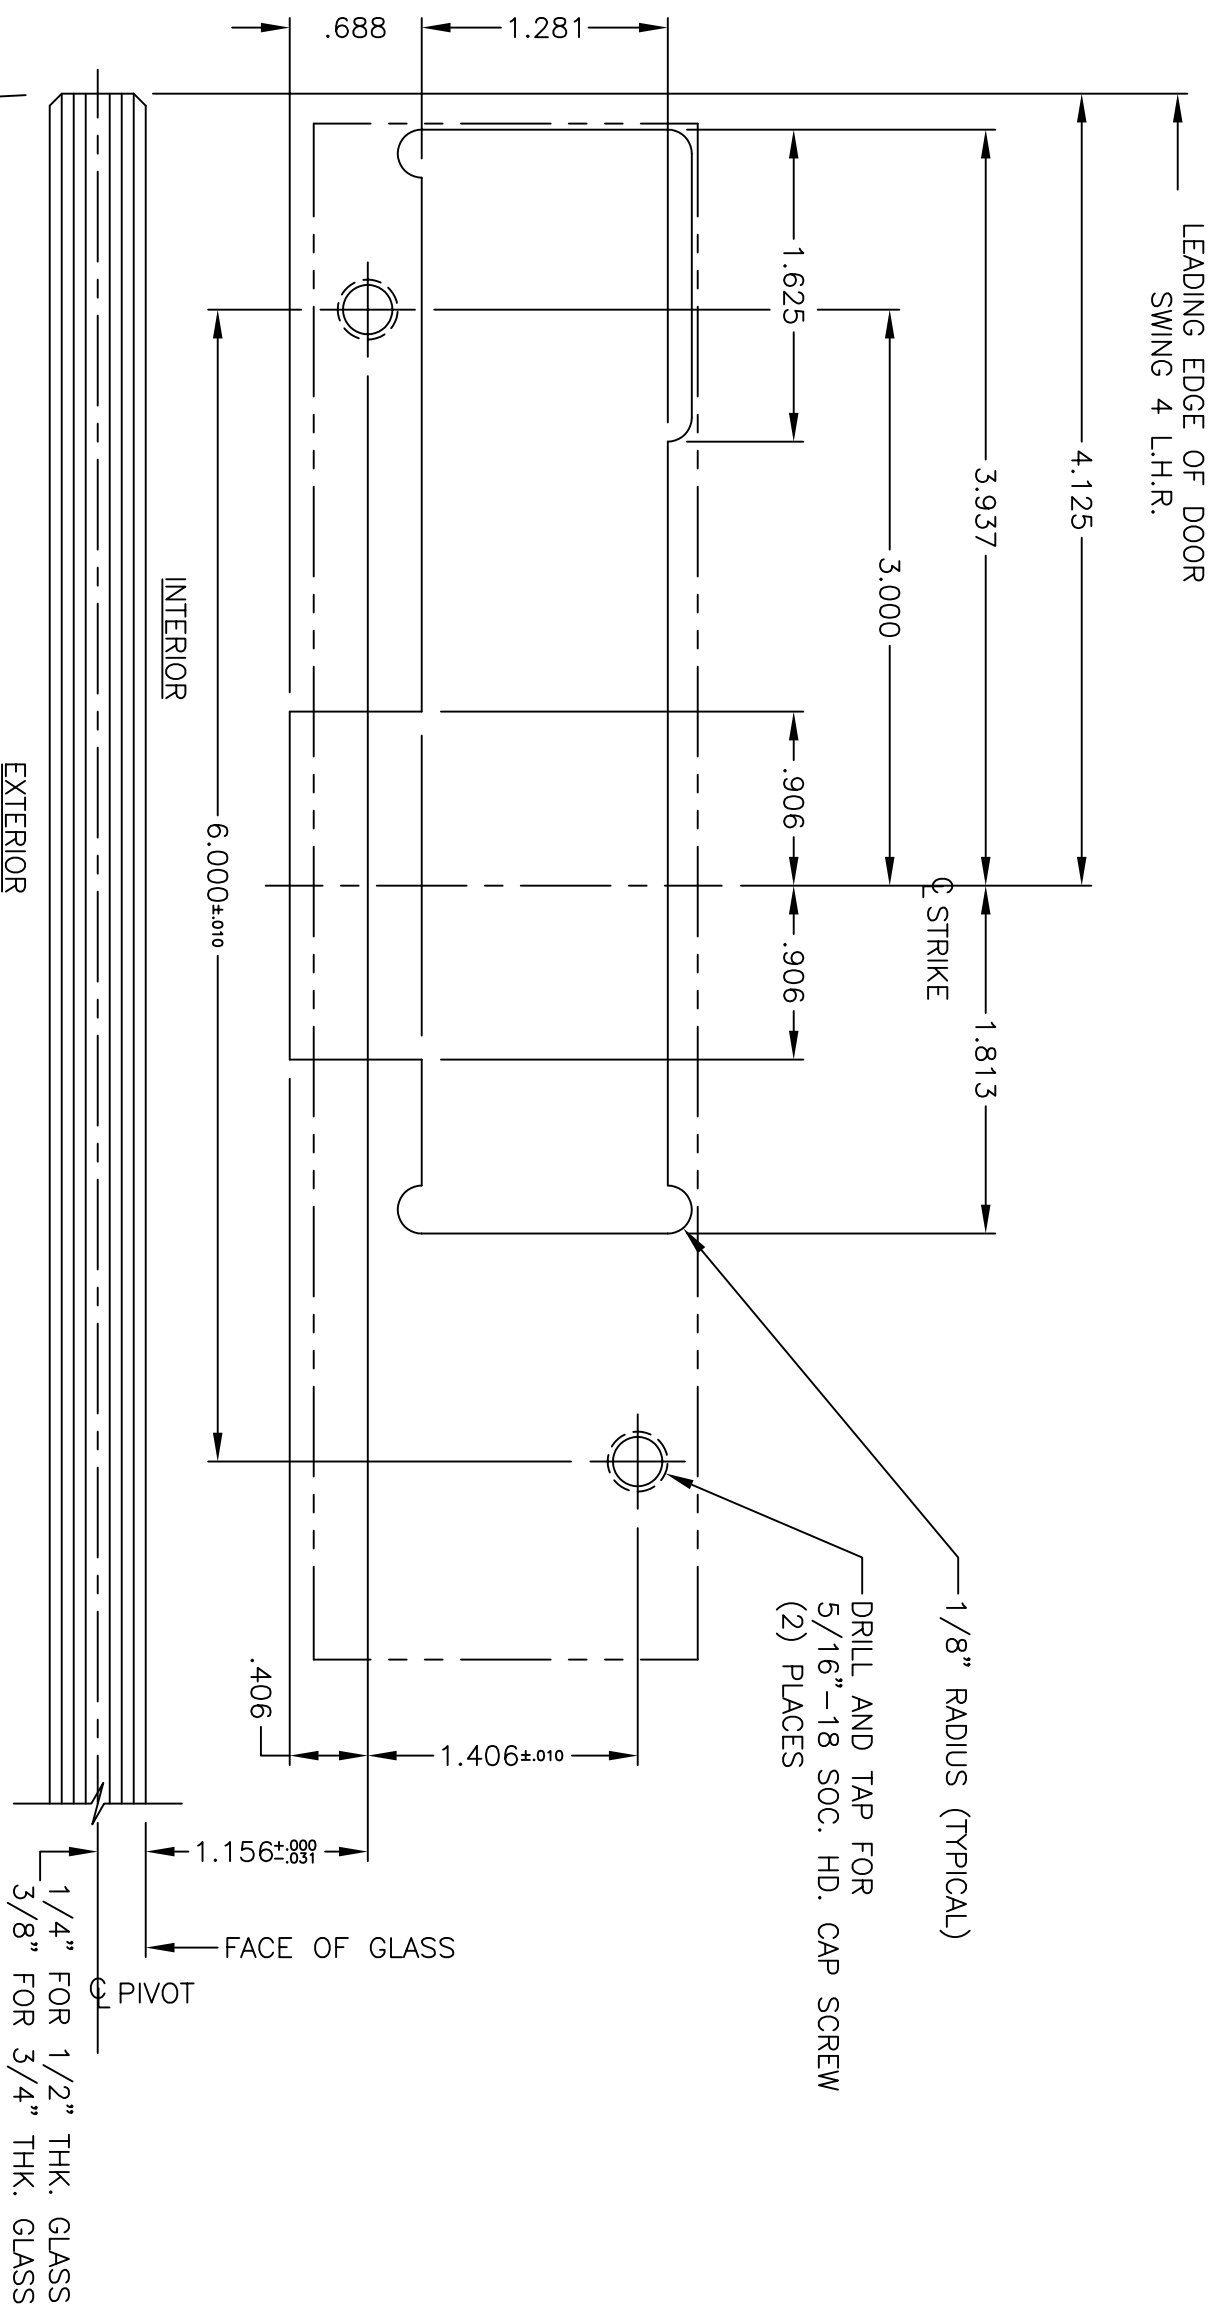 LEADING EDGE OF DOOR
SWING 4 L.H.R.
4.125
3.937
1.813
℄ STRIKE
3.000
1.625
.906
.906
1.281
.688
6.000±.010
1/8" RADIUS (TYPICAL)
DRILL AND TAP FOR
5/16"-18 SOC. HD. CAP SCREW
(2) PLACES
.406
1.406±.010
1.156+.000
-.031
INTERIOR
EXTERIOR
FACE OF GLASS
℄ PIVOT
1/4" FOR 1/2" THK. GLASS
3/8" FOR 3/4" THK. GLASS